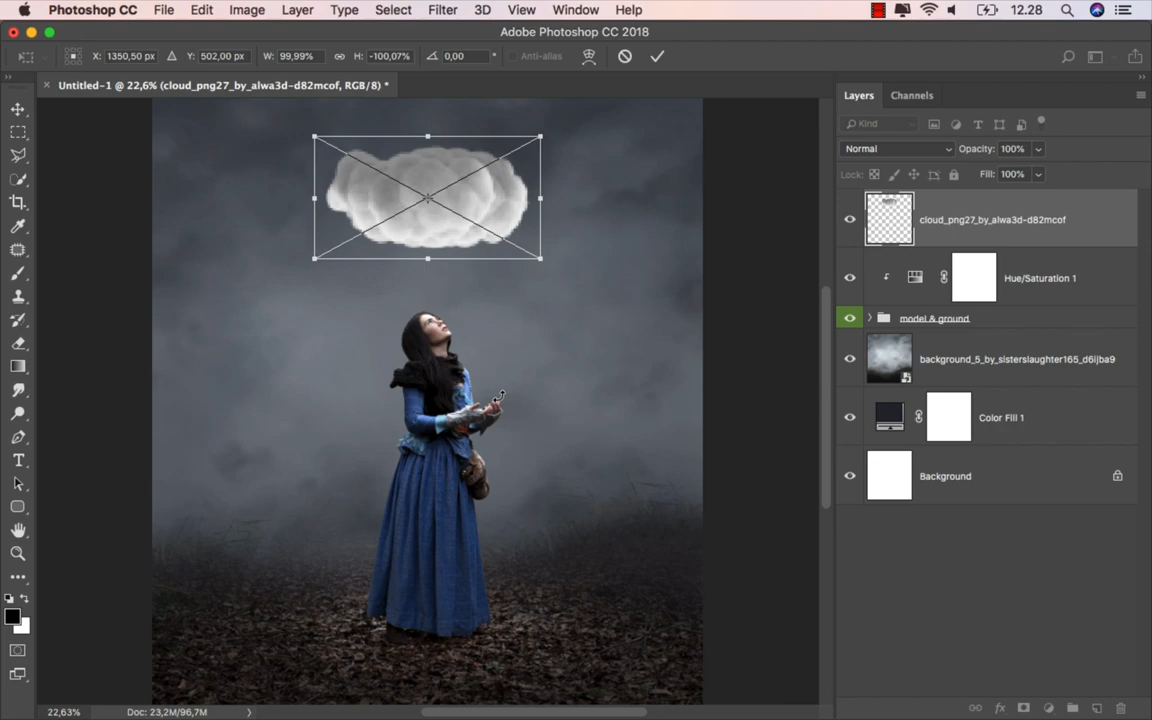 Photoshop CC File Edit Image Layer Type Select Filter 3D View Window Help 12.28
Adobe Photoshop CC 2018
X: 1350,50 px Y: 502,00 px W: 99,99% H: -100,07% 0,00 ° Anti-alias
× Untitled-1 @ 22,6% (cloud_png27_by_alwa3d-d82mcof, RGB/8) *
Layers Channels
Kind
Normal Opacity: 100%
Lock: Fill: 100%
cloud_png27_by_alwa3d-d82mcof
Hue/Saturation 1
model & ground
background_5_by_sisterslaughter165_d6ijba9
Color Fill 1
Background
22,63% Doc: 23,2M/96,7M